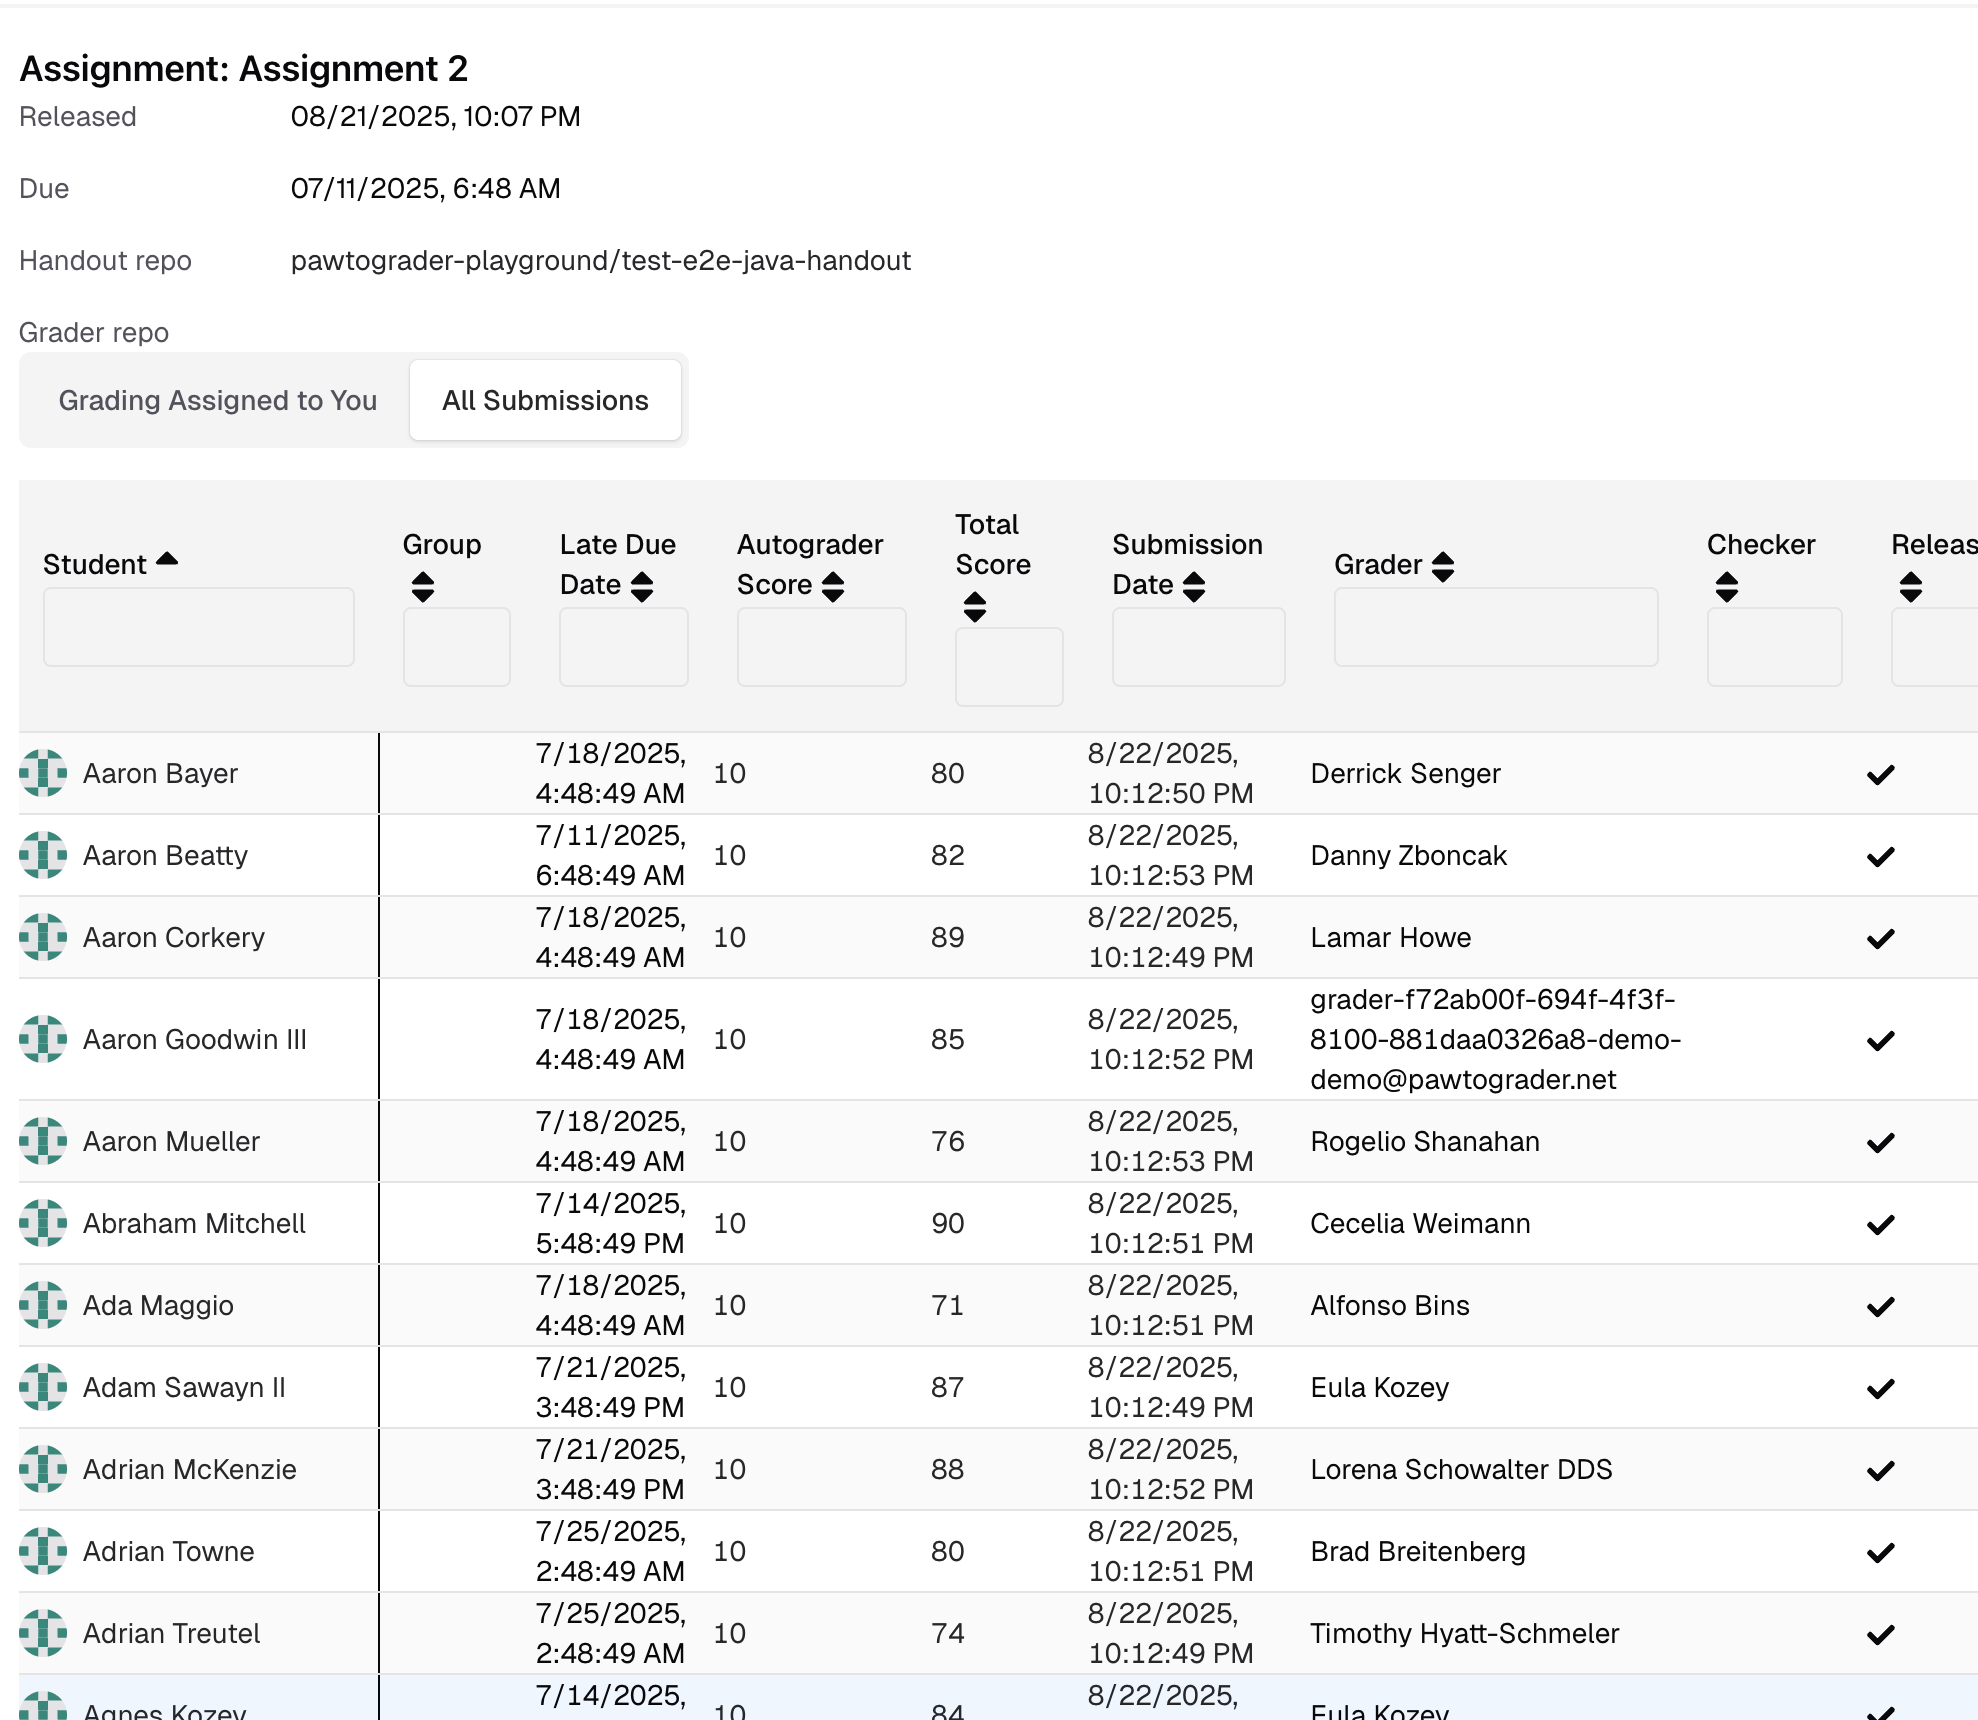 Assignment: Assignment 2
Released 08/21/2025, 10:07 PM
Due 07/11/2025, 6:48 AM
Handout repo pawtograder-playground/test-e2e-java-handout
Grader repo
Grading Assigned to You All Submissions
Student Group Late Due Date Autograder Score Total Score Submission Date Grader Checker Releas
Aaron Bayer 7/18/2025, 4:48:49 AM 10 80 8/22/2025, 10:12:50 PM Derrick Senger
Aaron Beatty 7/11/2025, 6:48:49 AM 10 82 8/22/2025, 10:12:53 PM Danny Zboncak
Aaron Corkery 7/18/2025, 4:48:49 AM 10 89 8/22/2025, 10:12:49 PM Lamar Howe
Aaron Goodwin III 7/18/2025, 4:48:49 AM 10 85 8/22/2025, 10:12:52 PM grader-f72ab00f-694f-4f3f-8100-881daa0326a8-demo-demo@pawtograder.net
Aaron Mueller 7/18/2025, 4:48:49 AM 10 76 8/22/2025, 10:12:53 PM Rogelio Shanahan
Abraham Mitchell 7/14/2025, 5:48:49 PM 10 90 8/22/2025, 10:12:51 PM Cecelia Weimann
Ada Maggio 7/18/2025, 4:48:49 AM 10 71 8/22/2025, 10:12:51 PM Alfonso Bins
Adam Sawayn II 7/21/2025, 3:48:49 PM 10 87 8/22/2025, 10:12:49 PM Eula Kozey
Adrian McKenzie 7/21/2025, 3:48:49 PM 10 88 8/22/2025, 10:12:52 PM Lorena Schowalter DDS
Adrian Towne 7/25/2025, 2:48:49 AM 10 80 8/22/2025, 10:12:51 PM Brad Breitenberg
Adrian Treutel 7/25/2025, 2:48:49 AM 10 74 8/22/2025, 10:12:49 PM Timothy Hyatt-Schmeler
Agnes Kozey 7/14/2025, 10 84 8/22/2025, Eula Kozey